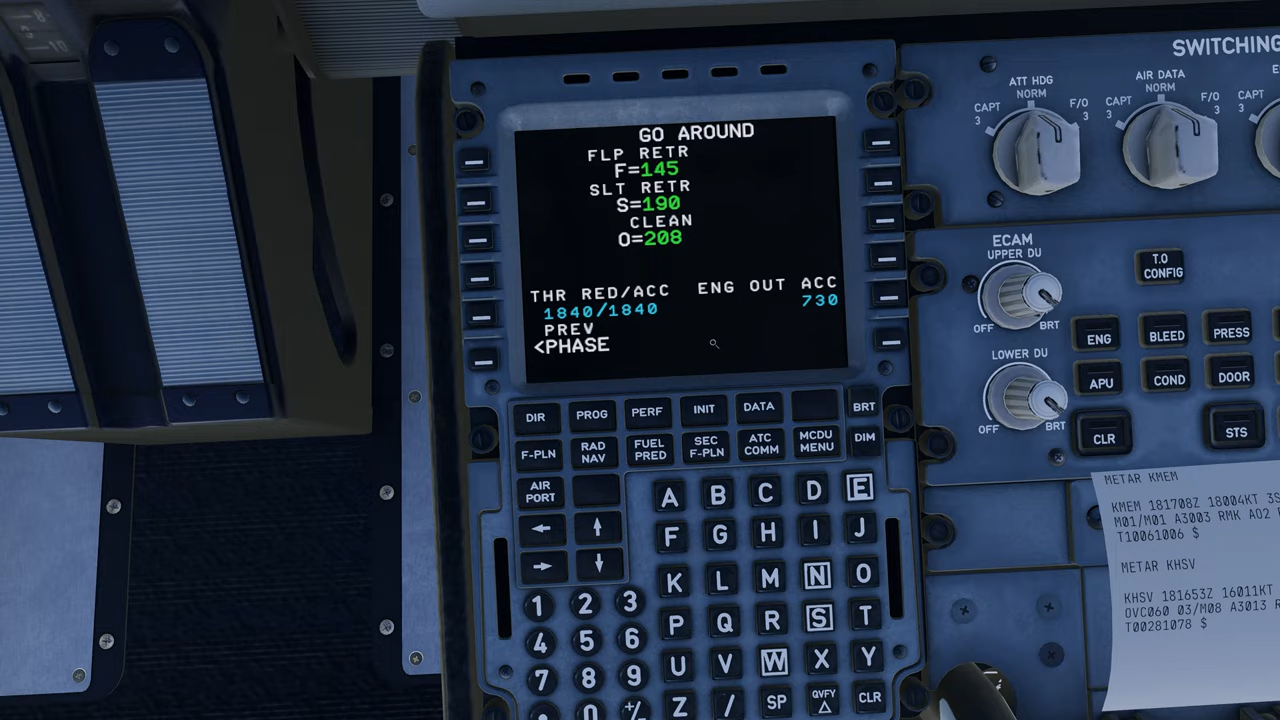 10
GO AROUND
FLP RETR
F=145
SLT RETR
S=190
CLEAN
O=208
THR RED/ACC ENG OUT ACC
1840/1840 730
PREV
<PHASE
DIR PROG PERF INIT DATA BRT
F-PLN RAD NAV FUEL PRED SEC F-PLN ATC COMM MCDU MENU DIM
AIR PORT
← ↑
→ ↓
A B C D E
F G H I J
K L M N O
P Q R S T
U V W X Y
Z / SP OVFY △ CLR
1 2 3
4 5 6
7 8 9
. 0 +/-
SWITCHING
ATT HDG
NORM
CAPT 3
F/O 3
AIR DATA
NORM
CAPT 3
F/O 3
CAPT 3
ECAM
UPPER DU
OFF BRT
LOWER DU
OFF BRT
T.O CONFIG
ENG BLEED PRESS
APU COND DOOR
CLR STS
METAR KMEM
KMEM 181708Z 18004KT
M01/M01 A3003 RMK AO2
T10061006 $
METAR KHSV
KHSV 181653Z 16011KT
OVC060 03/M08 A3013
T00281078 $